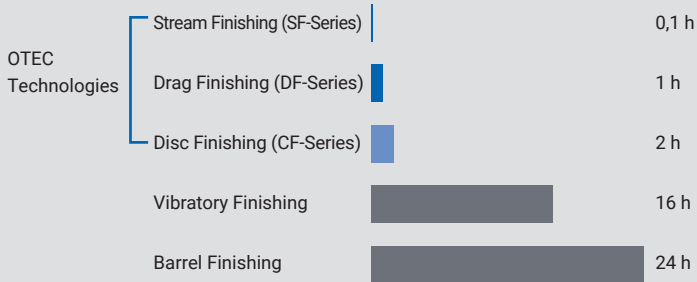 OTEC
Technologies
Stream Finishing (SF-Series) 0,1 h
Drag Finishing (DF-Series) 1 h
Disc Finishing (CF-Series) 2 h
Vibratory Finishing 16 h
Barrel Finishing 24 h